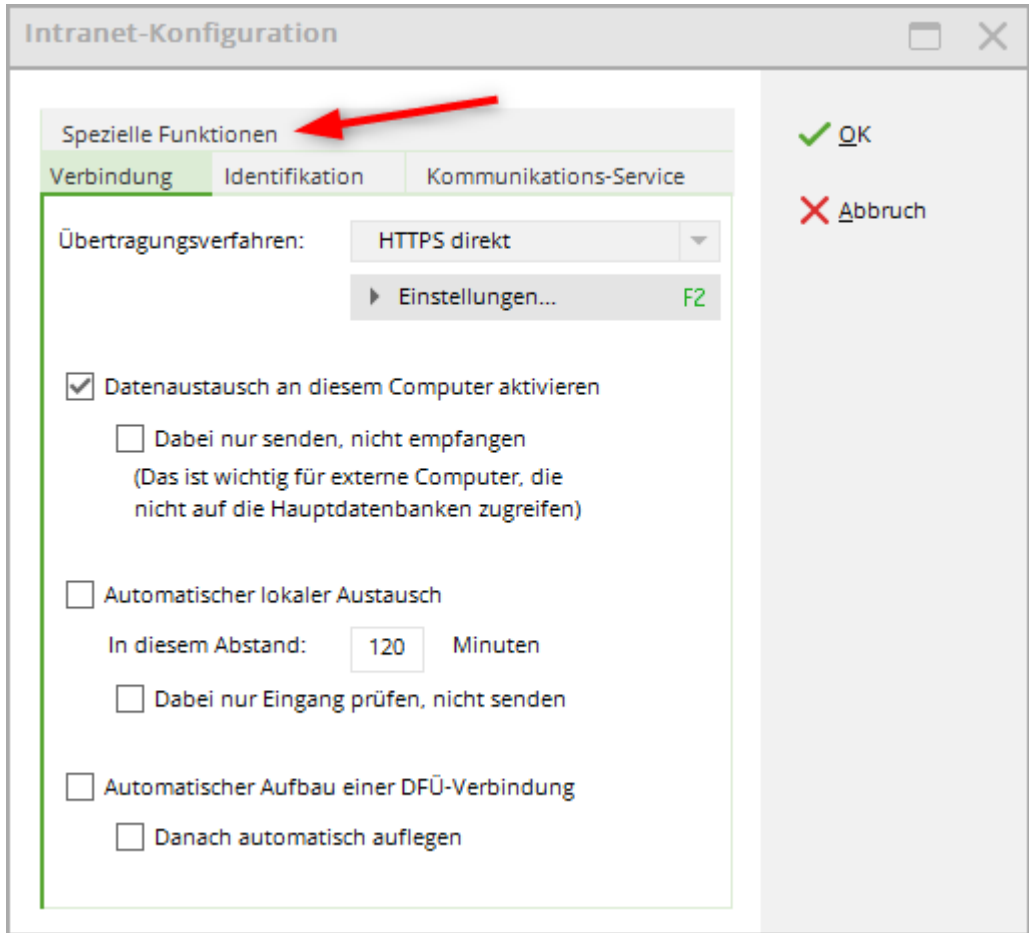 Intranet-Konfiguration
Spezielle Funktionen
Verbindung Identifikation Kommunikations-Service
OK
Abbruch
Übertragungsverfahren: HTTPS direkt
Einstellungen... F2
Datenaustausch an diesem Computer aktivieren
Dabei nur senden, nicht empfangen
(Das ist wichtig für externe Computer, die
nicht auf die Hauptdatenbanken zugreifen)
Automatischer lokaler Austausch
In diesem Abstand: 120 Minuten
Dabei nur Eingang prüfen, nicht senden
Automatischer Aufbau einer DFÜ-Verbindung
Danach automatisch auflegen